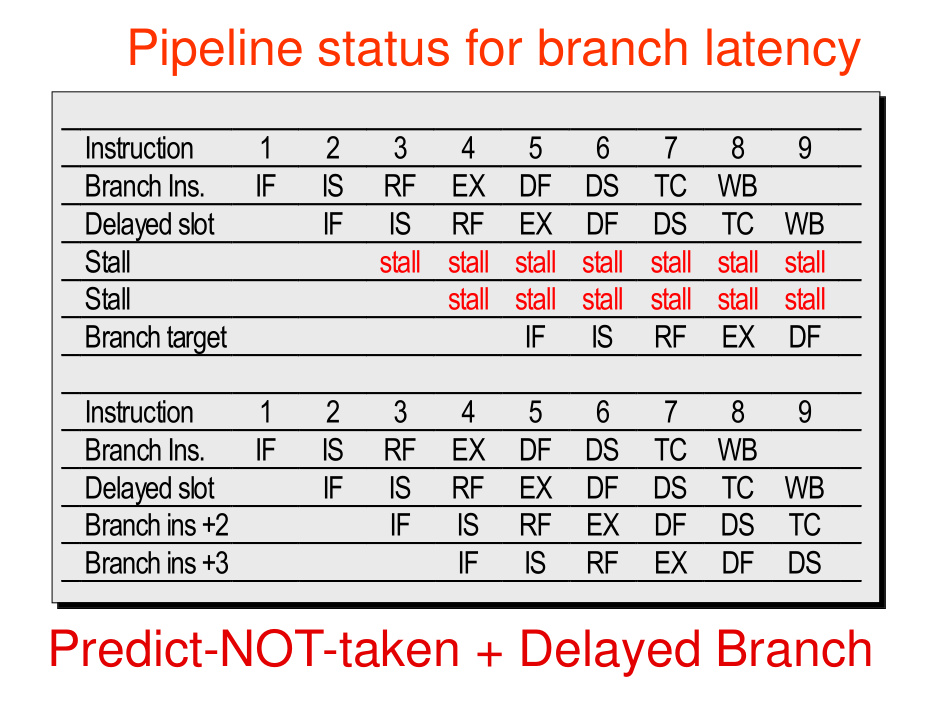 Pipeline status for branch latency
Instruction 1 2 3 4 5 6 7 8 9
Branch Ins. IF IS RF EX DF DS TC WB
Delayed slot IF IS RF EX DF DS TC WB
Stall stall stall stall stall stall stall stall
Stall stall stall stall stall stall stall
Branch target IF IS RF EX DF
Instruction 1 2 3 4 5 6 7 8 9
Branch Ins. IF IS RF EX DF DS TC WB
Delayed slot IF IS RF EX DF DS TC WB
Branch ins +2 IF IS RF EX DF DS TC
Branch ins +3 IF IS RF EX DF DS
Predict-NOT-taken + Delayed Branch